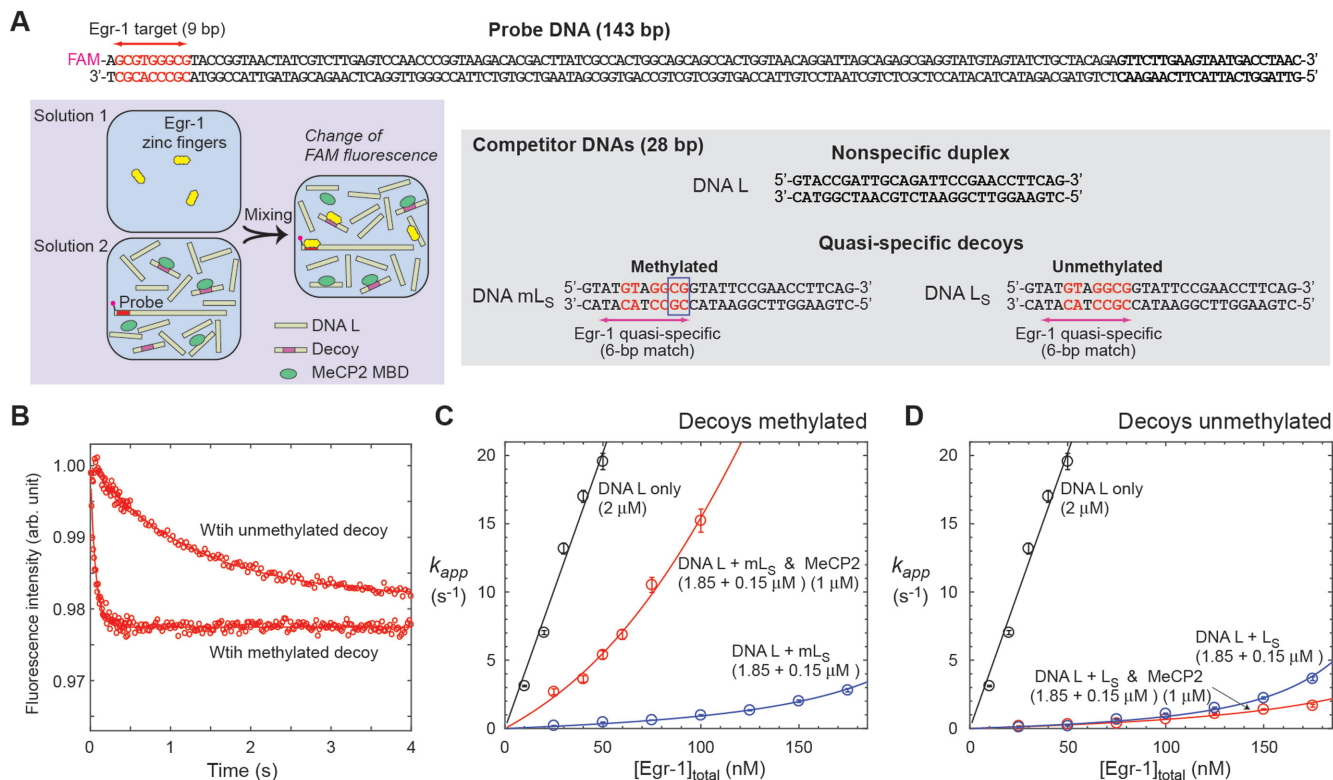 A
Egr-1 target (9 bp)
Probe DNA (143 bp)
FAM-AGCGTGGGCGTACCGGTAACTATCGTCTTGAGTCCAACCCGGTAAGACACGACTTATCGCCACTGGCAGCAGCCACTGGTAACAGGATTAGCAGAGCGAGGTATGTAGTATCTGCTACAGAGTTCTTGAAGTAATGACCTAAC-3’
3’-TCGCACCCGCATGGCCATTGATAGCAGAACTCAGGTTGGGCCATTCTGTGCTGAATAGCGGTGACCGTCGTCGGTGACCATTGTCCTAATCGTCTCGCTCCATACATCATAGACGATGTCTCAAGAACTTCATTACTGGATTG-5’
Solution 1
Egr-1
zinc fingers
Change of
FAM fluorescence
Mixing
Solution 2
Probe
DNA L
Decoy
MeCP2 MBD
Competitor DNAs (28 bp)
Nonspecific duplex
DNA L
5’-GTACCGATTGCAGATTCCGAACCTTCAG-3’
3’-CATGGCTAACGTCTAAGGCTTGGAAGTC-5’
Quasi-specific decoys
Methylated
DNA mLS
5’-GTATGTAGGCGGTATTCCGAACCTTCAG-3’
3’-CATACATCCGCCATAAGGCTTGGAAGTC-5’
Egr-1 quasi-specific
(6-bp match)
Unmethylated
DNA LS
5’-GTATGTAGGCGGTATTCCGAACCTTCAG-3’
3’-CATACATCCGCCATAAGGCTTGGAAGTC-5’
Egr-1 quasi-specific
(6-bp match)
B
Fluorescence intensity (arb. unit)
1.00
0.99
0.98
0.97
Wtih unmethylated decoy
Wtih methylated decoy
0
1
2
3
4
Time (s)
C
Decoys methylated
kapp
(s-1)
20
15
10
5
0
DNA L only
(2 μM)
DNA L + mLS & MeCP2
(1.85 + 0.15 μM ) (1 μM)
DNA L + mLS
(1.85 + 0.15 μM )
0
50
100
150
[Egr-1]total (nM)
D
Decoys unmethylated
kapp
(s-1)
20
15
10
5
0
DNA L only
(2 μM)
DNA L + LS
(1.85 + 0.15 μM )
DNA L + LS & MeCP2
(1.85 + 0.15 μM ) (1 μM)
0
50
100
150
[Egr-1]total (nM)